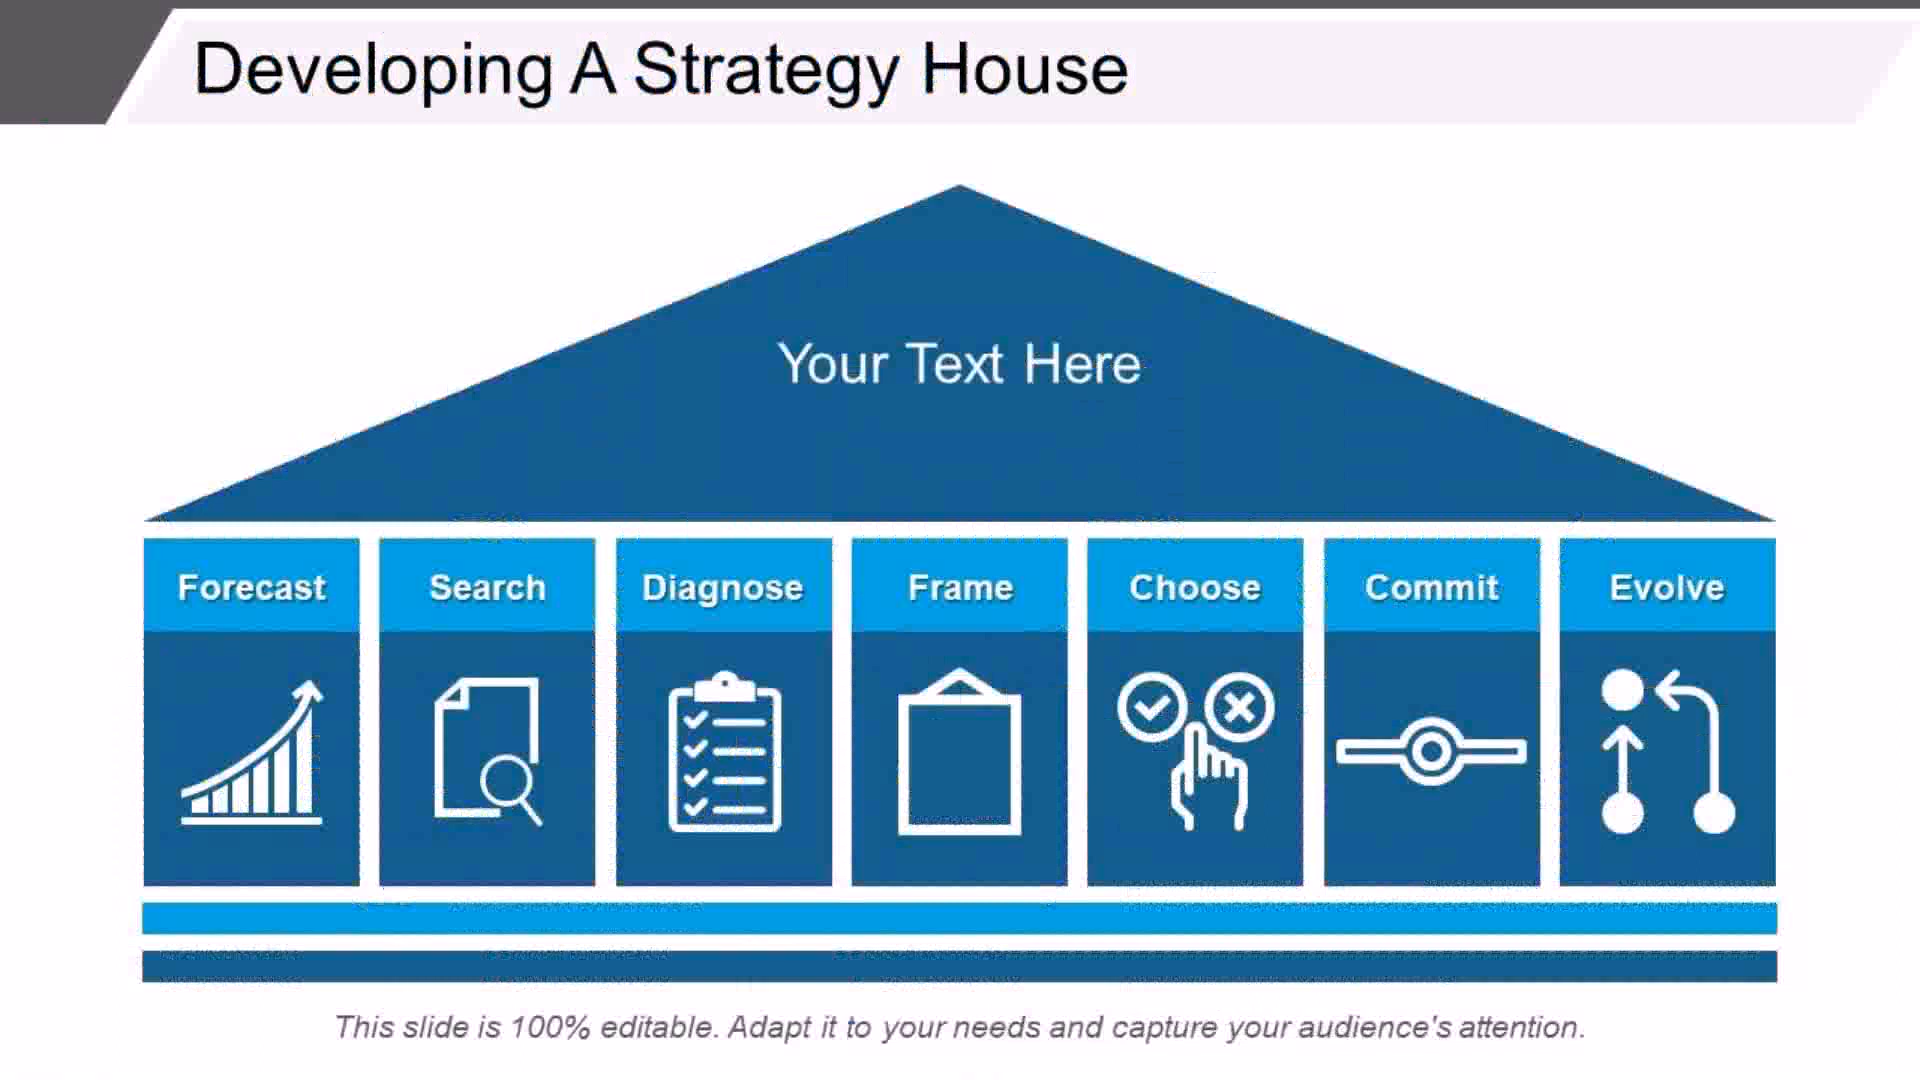 Developing A Strategy House
Your Text Here
Forecast Search Diagnose Frame Choose Commit Evolve
This slide is 100% editable. Adapt it to your needs and capture your audience's attention.